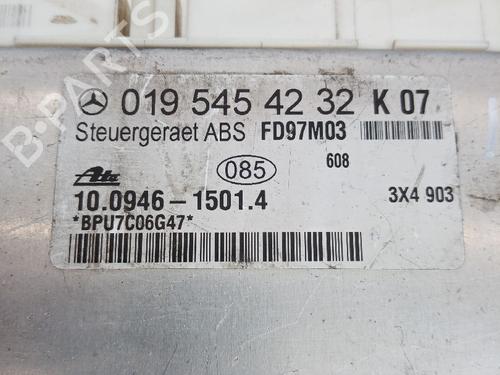 019 545 42 32 K 07
Steuergeraet ABS FD97M03
608
085
Ate
10.0946-1501.4
3X4 903
*BPU7C06G47*
B-PARTS